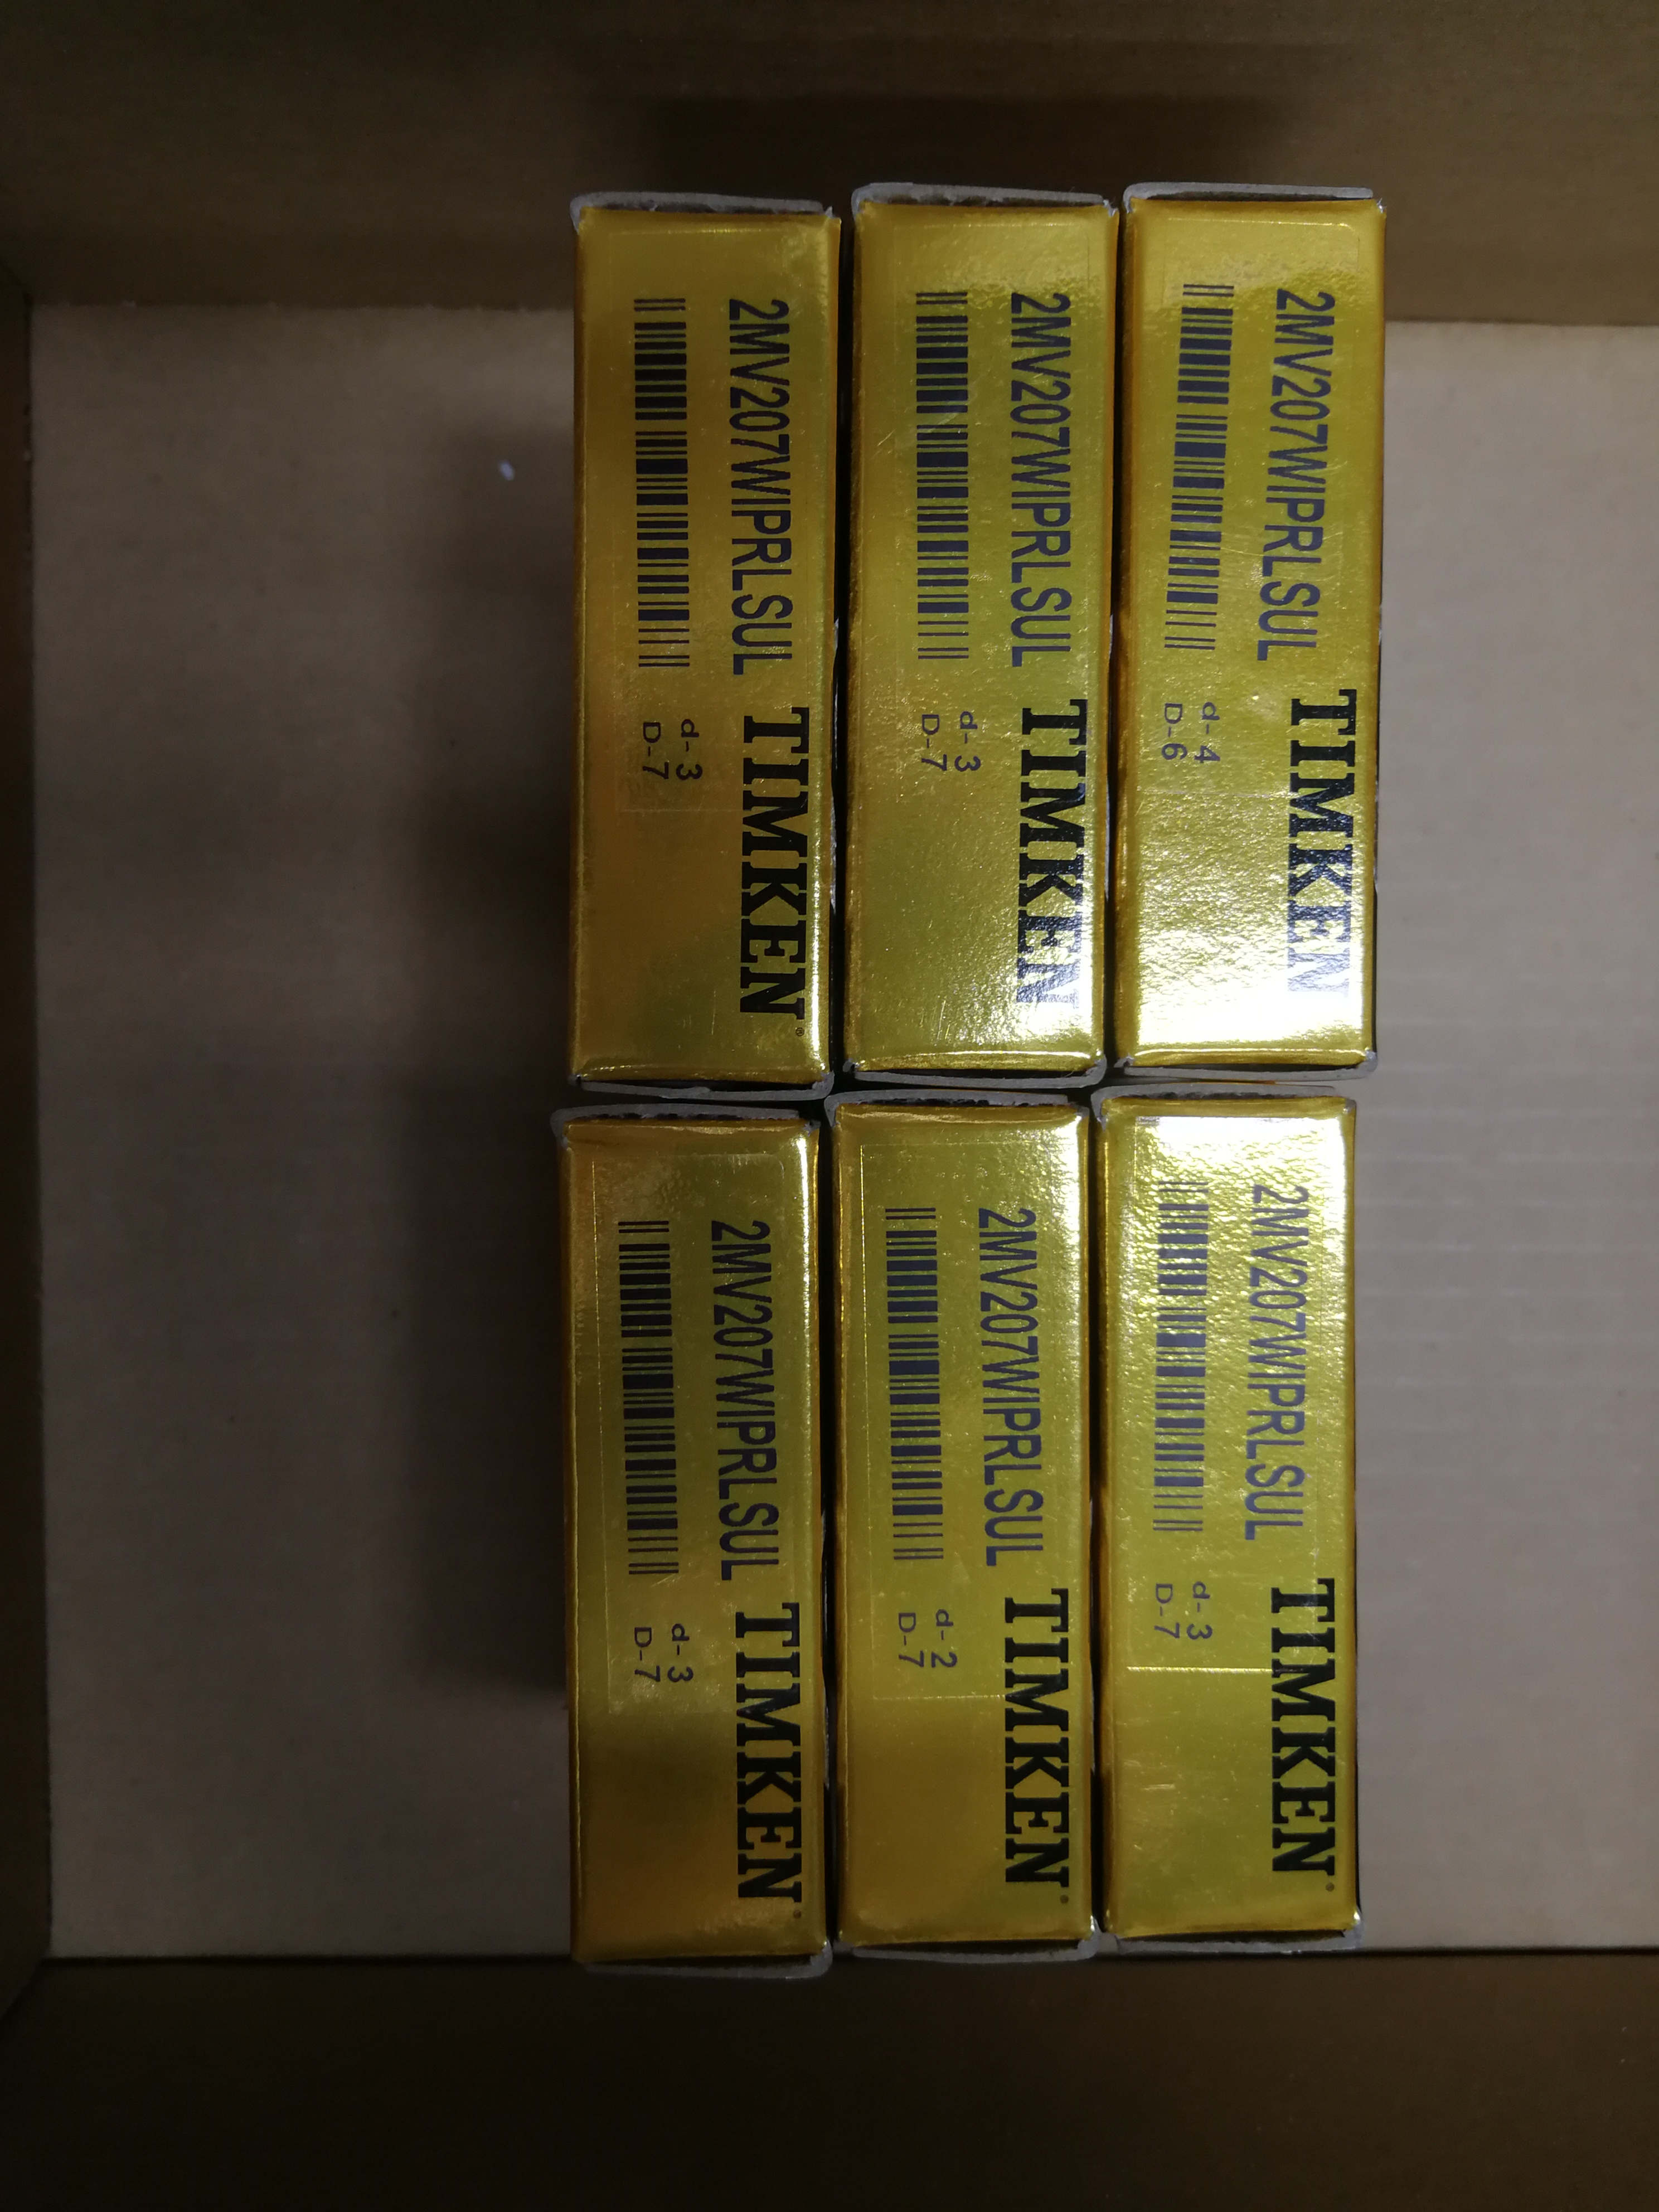 2MV207WIPRLSUL
d-3
D-7
TIMKEN
2MV207WIPRLSUL
d-3
D-7
TIMKEN
2MV207WIPRLSUL
d-4
D-6
TIMKEN
2MV207WIPRLSUL
d-3
D-7
TIMKEN
2MV207WIPRLSUL
d-2
D-7
TIMKEN
2MV207WIPRLSUL
d-3
D-7
TIMKEN